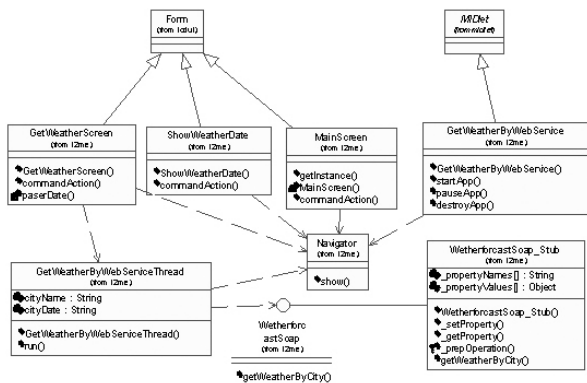 Form
(from lcdui)
MIDlet
(from midlet)
GetWeatherScreen
(from l2me)
GetWeatherScreen()
commandAction()
paserDate()
ShowWeatherDate
(from l2me)
ShowWeatherDate()
commandAction()
MainScreen
(from l2me)
getInstance()
MainScreen()
commandAction()
GetWeatherByWebService
(from l2me)
GetWeatherByWebService()
startApp()
pauseApp()
destroyApp()
Navigator
(from l2me)
show()
GetWeatherByWebServiceThread
(from l2me)
cityName : String
cityDate : String
GetWeatherByWebServiceThread()
run()
Wetherforc
astSoap
(from l2me)
getWeatherByCity()
WetherforcastSoap_Stub
(from l2me)
_propertyNames[] : String
_propertyValues[] : Object
WetherforcastSoap_Stub()
_setProperty()
_getProperty()
_prepOperation()
getWeatherByCity()